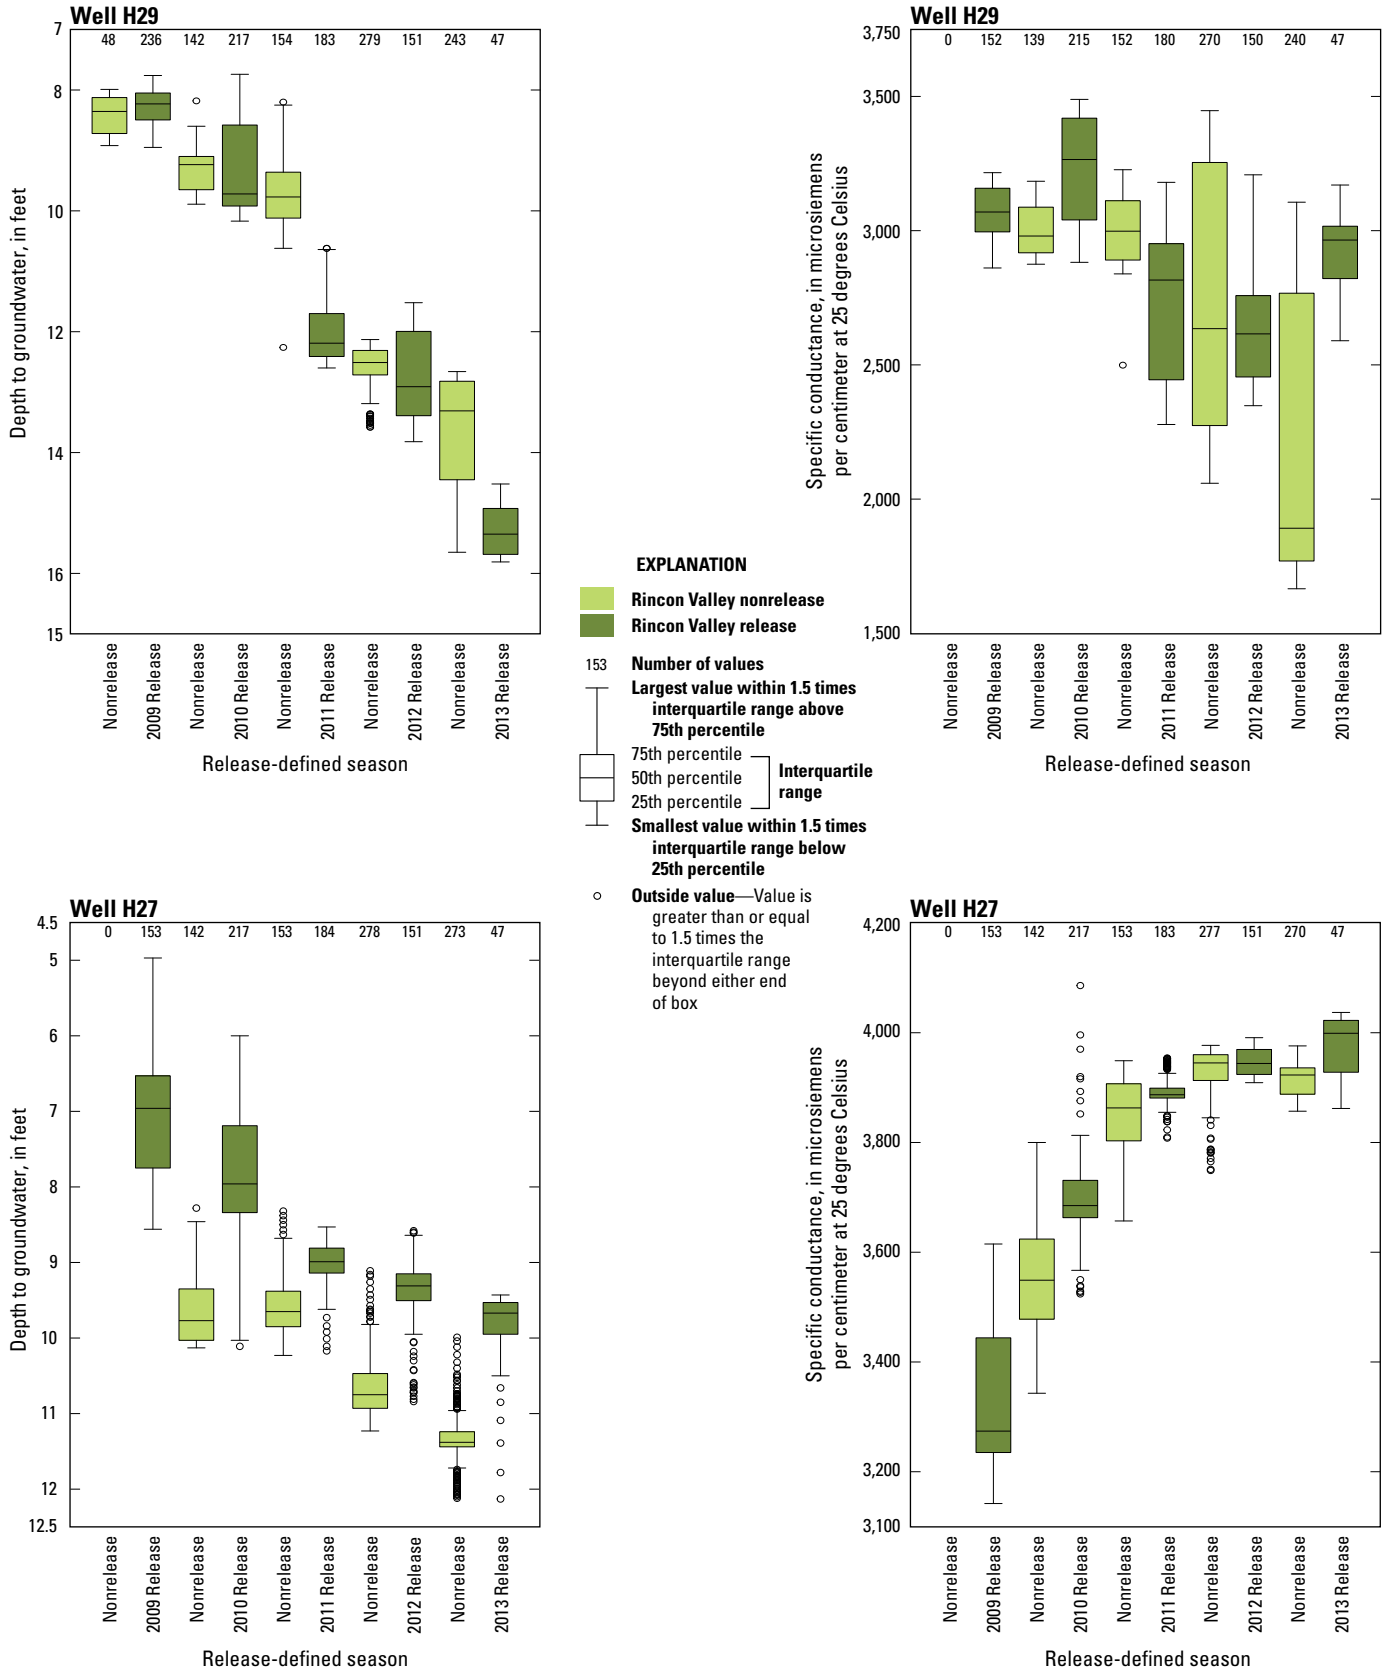 Well H29
48 236 142 217 154 183 279 151 243 47
7
8
10
12
14
16
15
Depth to groundwater, in feet
Nonrelease
2009 Release
Nonrelease
2010 Release
Nonrelease
2011 Release
Nonrelease
2012 Release
Nonrelease
2013 Release
Release-defined season
Well H29
0 152 139 215 152 180 270 150 240 47
3,750
3,500
3,000
2,500
2,000
1,500
Specific conductance, in microsiemens
per centimeter at 25 degrees Celsius
Nonrelease
2009 Release
Nonrelease
2010 Release
Nonrelease
2011 Release
Nonrelease
2012 Release
Nonrelease
2013 Release
Release-defined season
EXPLANATION
Rincon Valley nonrelease
Rincon Valley release
153 Number of values
Largest value within 1.5 times
interquartile range above
75th percentile
75th percentile
50th percentile
25th percentile
Interquartile
range
Smallest value within 1.5 times
interquartile range below
25th percentile
Outside value—Value is
greater than or equal
to 1.5 times the
interquartile range
beyond either end
of box
Well H27
0 153 142 217 153 184 278 151 273 47
4.5
5
6
7
8
9
10
11
12
12.5
Depth to groundwater, in feet
Nonrelease
2009 Release
Nonrelease
2010 Release
Nonrelease
2011 Release
Nonrelease
2012 Release
Nonrelease
2013 Release
Release-defined season
Well H27
0 153 142 217 153 183 277 151 270 47
4,200
4,000
3,800
3,600
3,400
3,200
3,100
Specific conductance, in microsiemens
per centimeter at 25 degrees Celsius
Nonrelease
2009 Release
Nonrelease
2010 Release
Nonrelease
2011 Release
Nonrelease
2012 Release
Nonrelease
2013 Release
Release-defined season